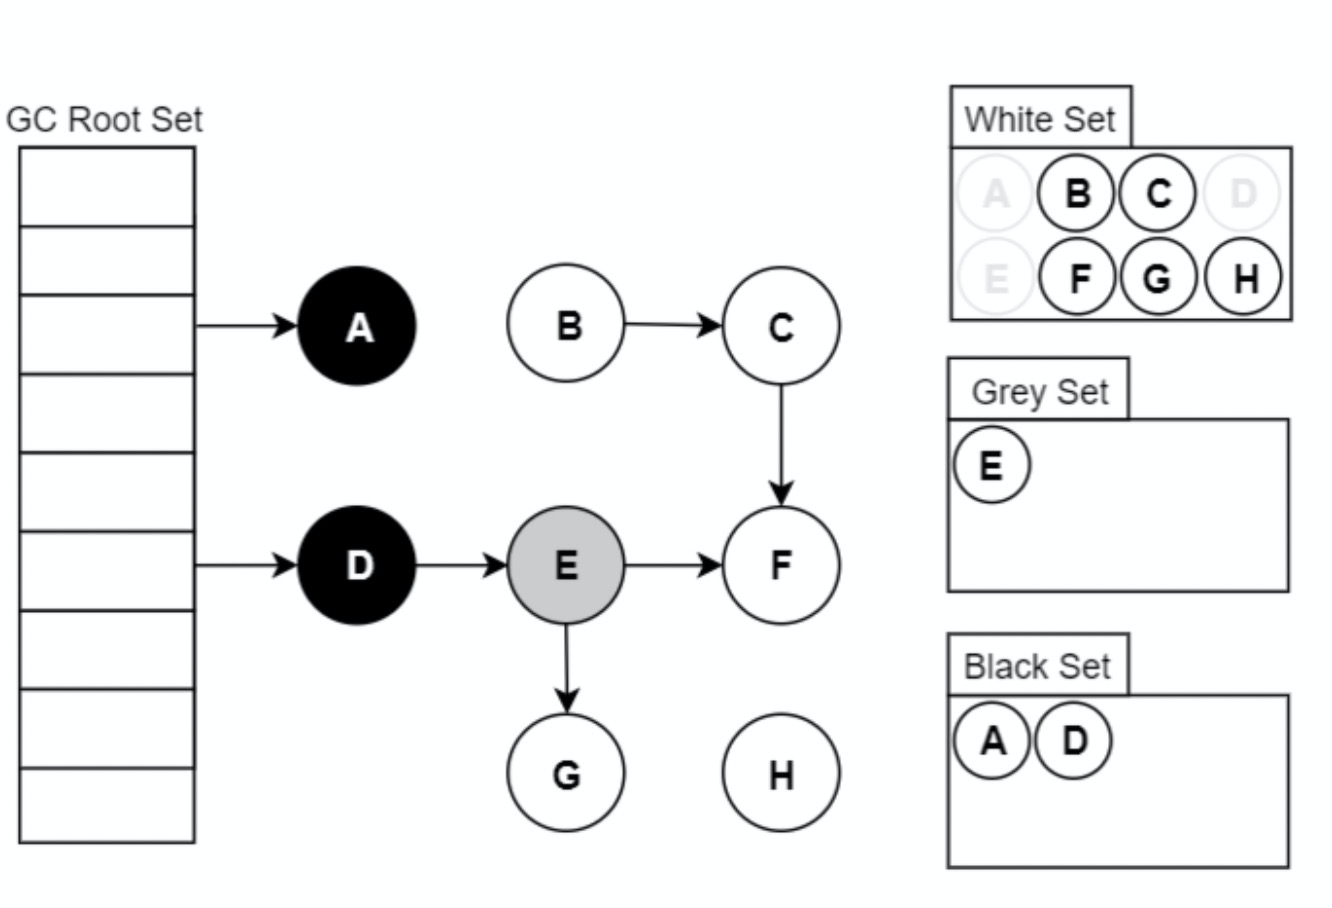 GC Root Set
A
B
C
D
E
F
G
H
White Set
A B C D
E F G H
Grey Set
E
Black Set
A D